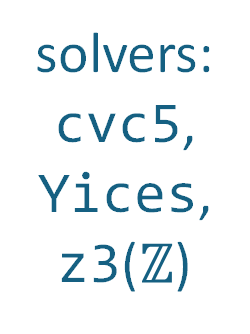 solvers:
cvc5,
Yices,
z3(ℤ)